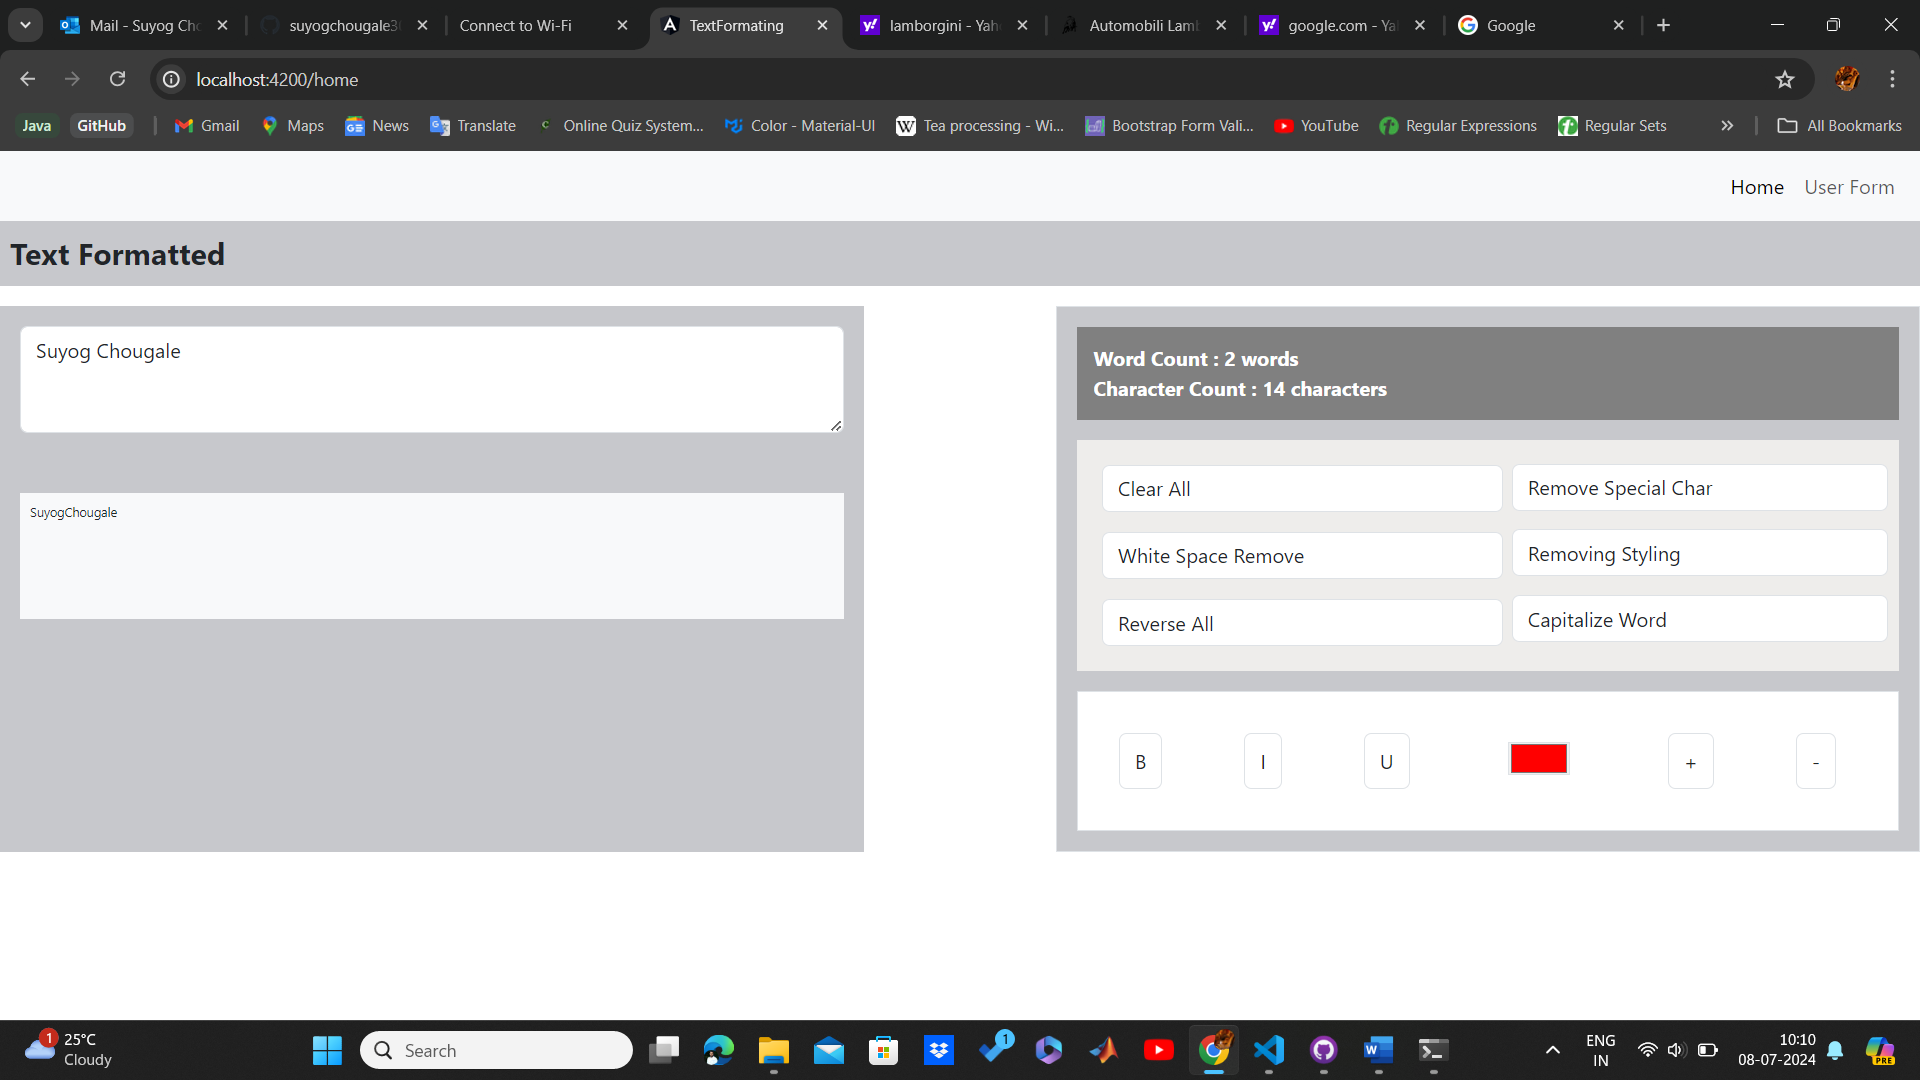 Mail - Suyog Cho
suyogchougale3
Connect to Wi-Fi
TextFormating
lamborgini - Yah
Automobili Lam
google.com - Ya
Google
localhost:4200/home
Java
GitHub
Gmail
Maps
News
Translate
Online Quiz System...
Color - Material-UI
Tea processing - Wi...
Bootstrap Form Vali...
YouTube
Regular Expressions
Regular Sets
All Bookmarks
Home
User Form
Text Formatted
Suyog Chougale
SuyogChougale
Word Count : 2 words
Character Count : 14 characters
Clear All
Remove Special Char
White Space Remove
Removing Styling
Reverse All
Capitalize Word
B
I
U
+
-
1
25°C
Cloudy
Search
1
ENG
IN
10:10
08-07-2024
PRE